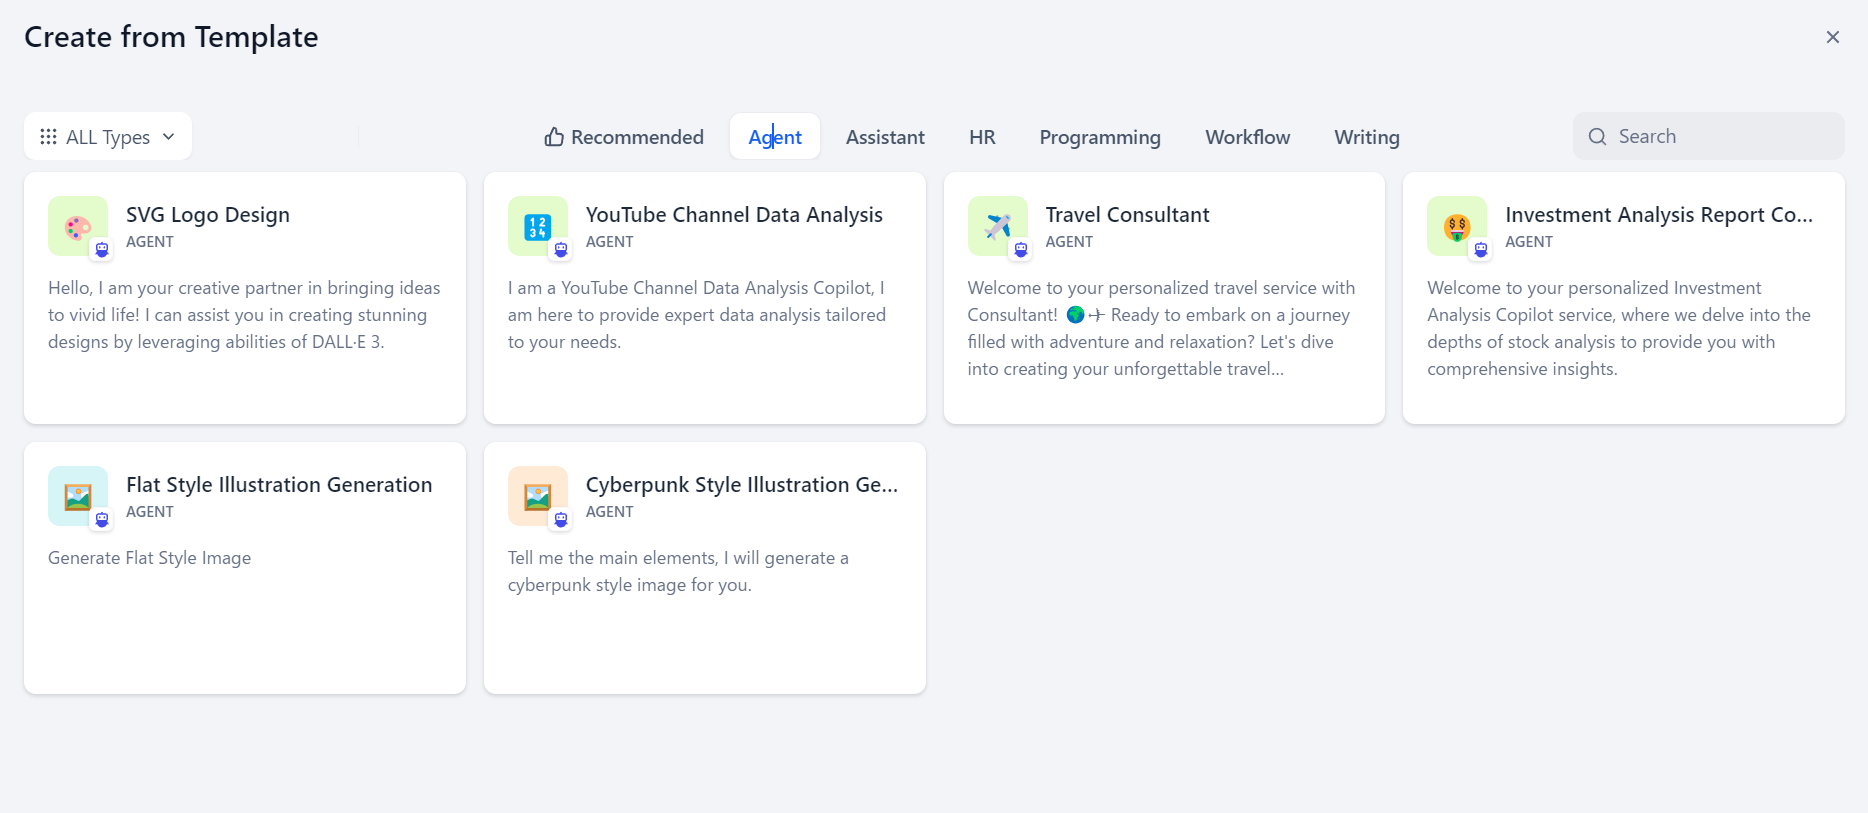 Create from Template
ALL Types
Recommended
Agent
Assistant
HR
Programming
Workflow
Writing
Search
SVG Logo Design
AGENT
Hello, I am your creative partner in bringing ideas
to vivid life! I can assist you in creating stunning
designs by leveraging abilities of DALL·E 3.
YouTube Channel Data Analysis
AGENT
I am a YouTube Channel Data Analysis Copilot, I
am here to provide expert data analysis tailored
to your needs.
Travel Consultant
AGENT
Welcome to your personalized travel service with
Consultant! 🌍✈ Ready to embark on a journey
filled with adventure and relaxation? Let's dive
into creating your unforgettable travel...
Investment Analysis Report Co...
AGENT
Welcome to your personalized Investment
Analysis Copilot service, where we delve into the
depths of stock analysis to provide you with
comprehensive insights.
Flat Style Illustration Generation
AGENT
Generate Flat Style Image
Cyberpunk Style Illustration Ge...
AGENT
Tell me the main elements, I will generate a
cyberpunk style image for you.